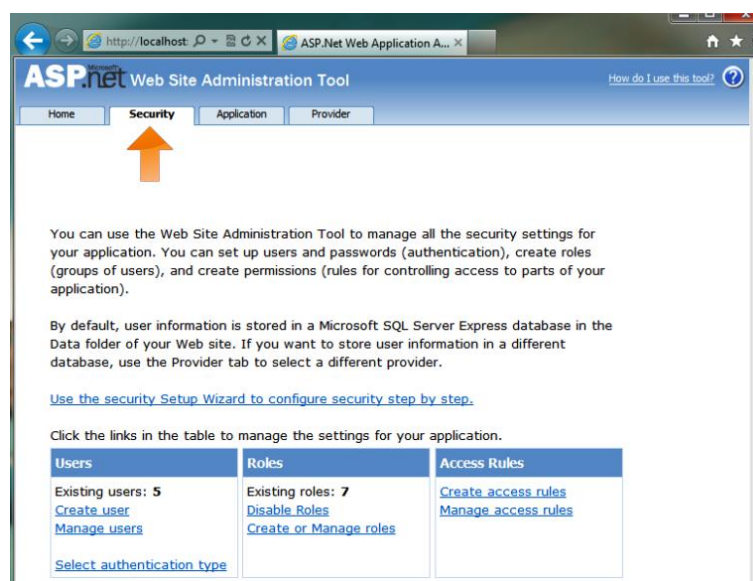 http://localhost:
ASP.Net Web Application A...
Microsoft
ASP.net Web Site Administration Tool
How do I use this tool? ?
Home Security Application Provider
You can use the Web Site Administration Tool to manage all the security settings for
your application. You can set up users and passwords (authentication), create roles
(groups of users), and create permissions (rules for controlling access to parts of your
application).
By default, user information is stored in a Microsoft SQL Server Express database in the
Data folder of your Web site. If you want to store user information in a different
database, use the Provider tab to select a different provider.
Use the security Setup Wizard to configure security step by step.
Click the links in the table to manage the settings for your application.
Users Roles Access Rules
Existing users: 5 Existing roles: 7 Create access rules
Create user Disable Roles Manage access rules
Manage users Create or Manage roles
Select authentication type